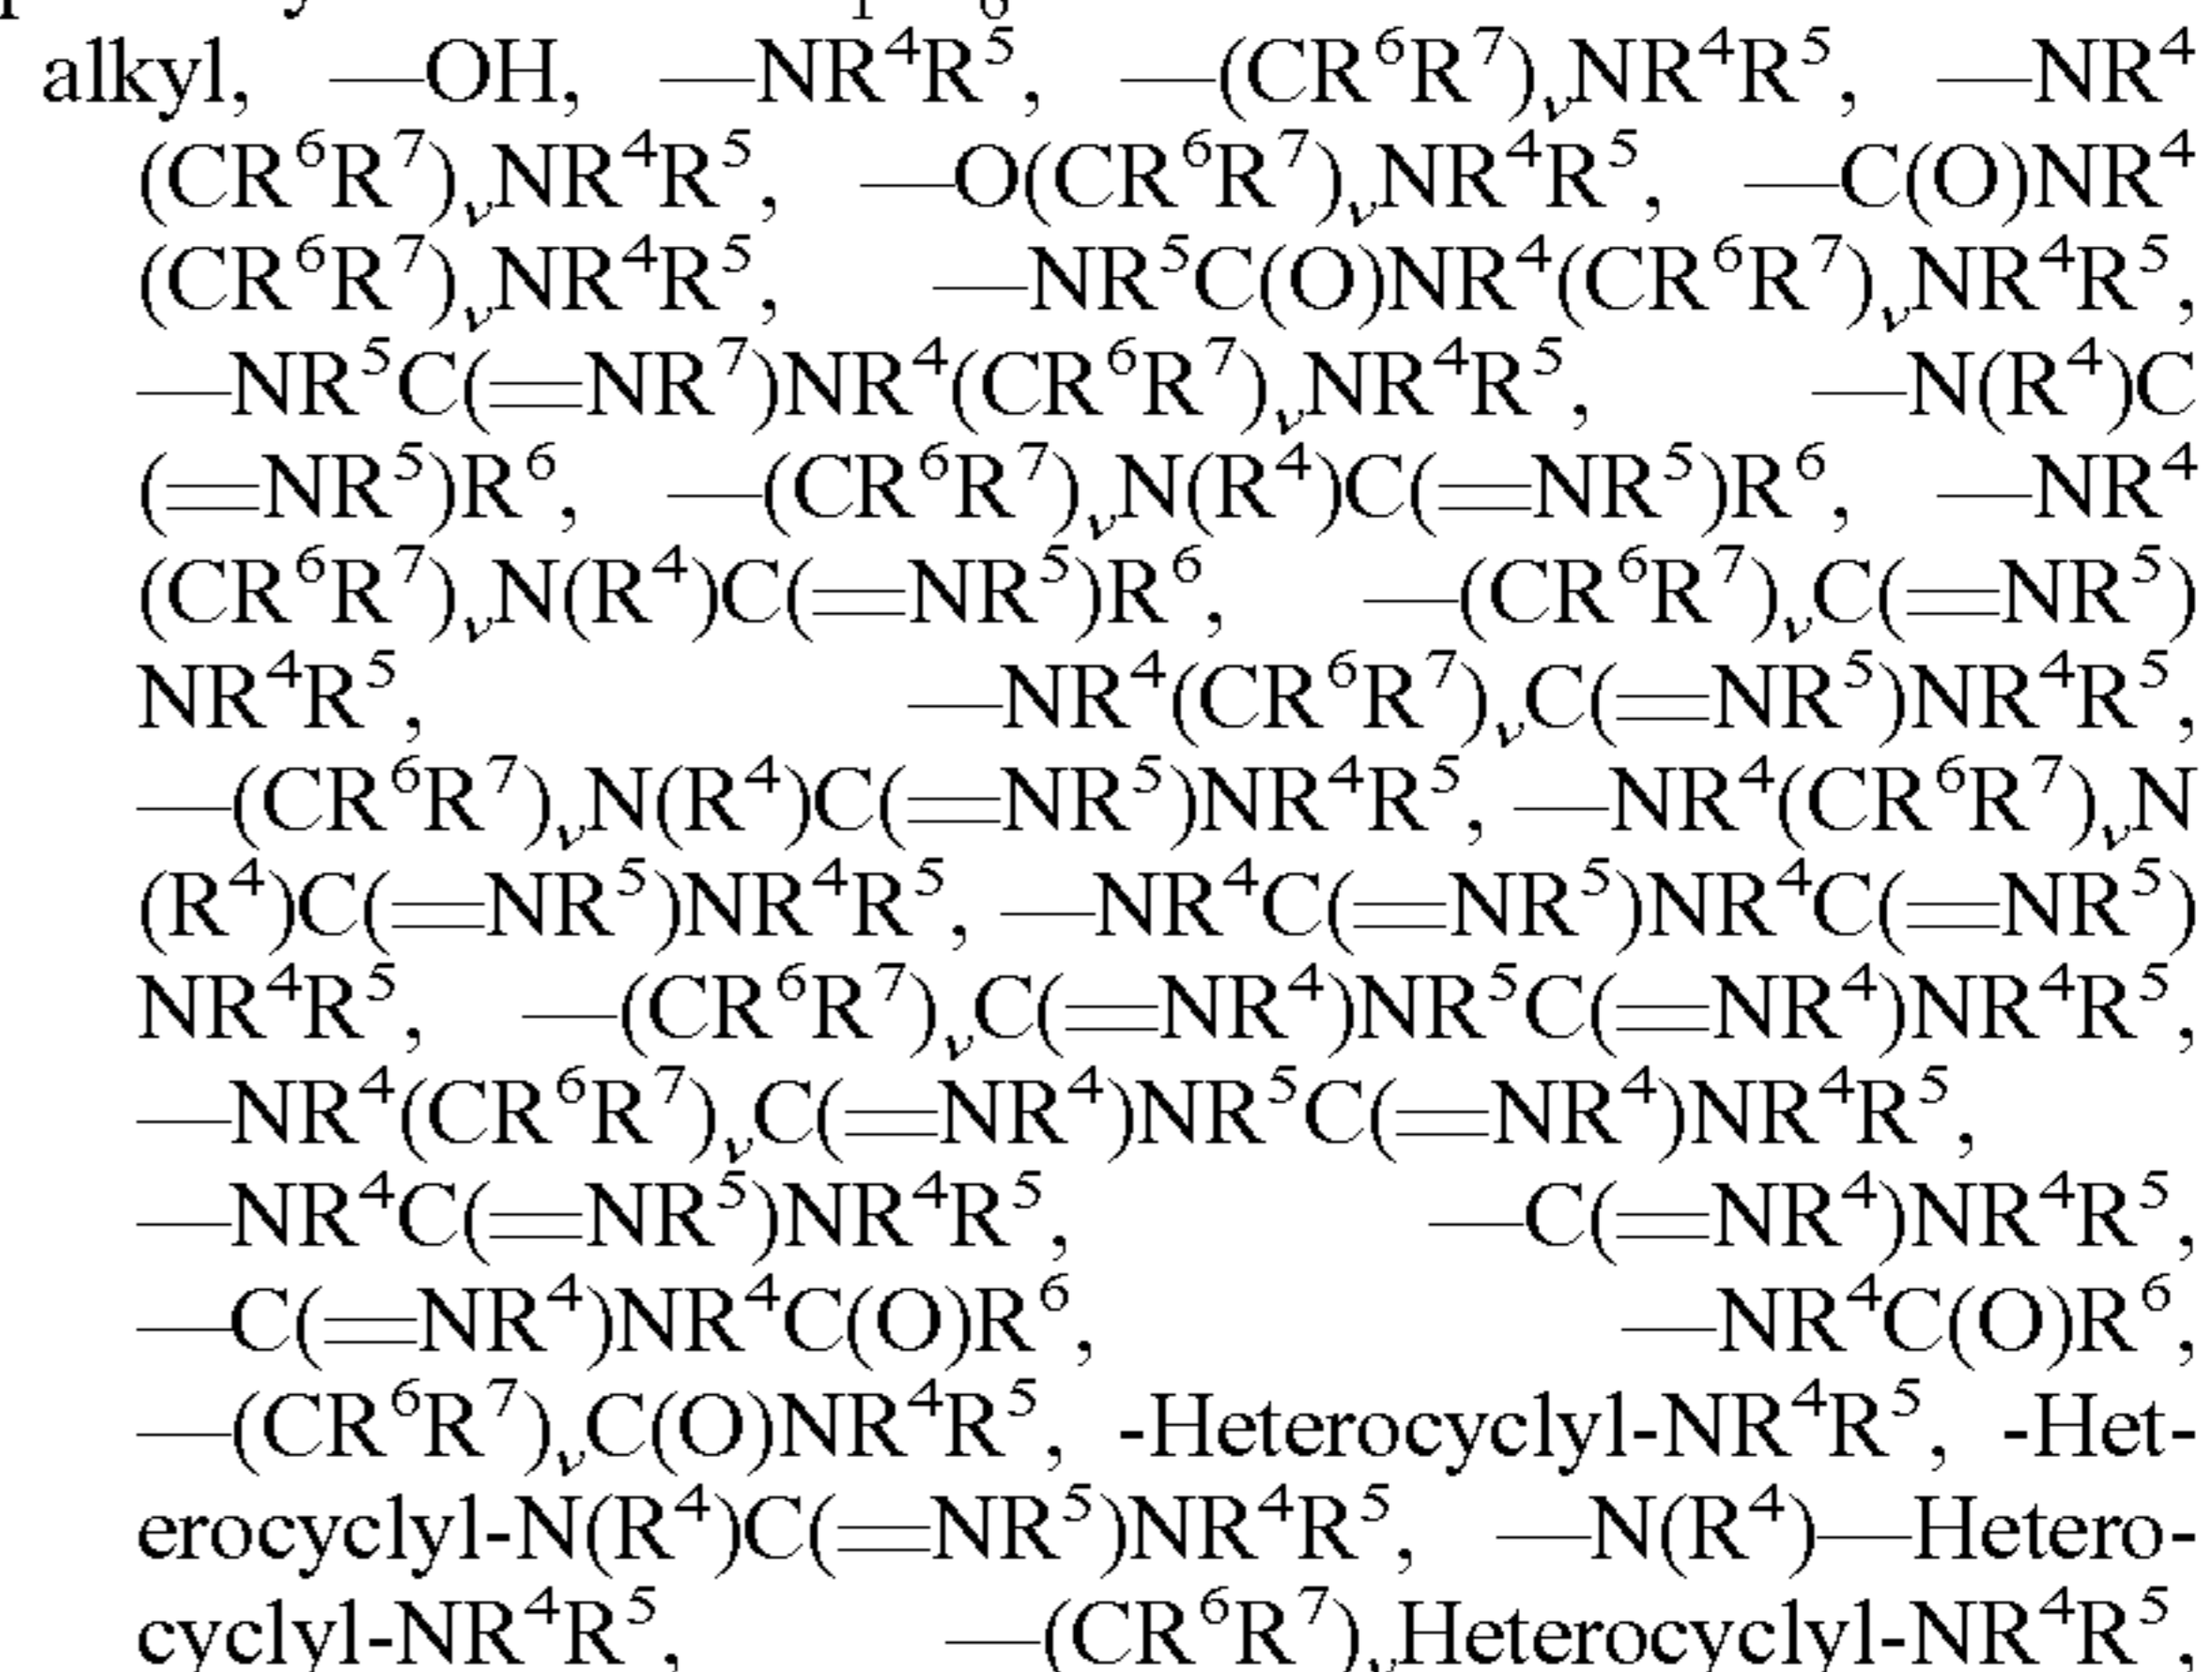 alkyl, —OH, —NR⁴R⁵, —(CR⁶R⁷)ᵥNR⁴R⁵, —NR⁴
(CR⁶R⁷)ᵥNR⁴R⁵, —O(CR⁶R⁷)ᵥNR⁴R⁵, —C(O)NR⁴
(CR⁶R⁷)ᵥNR⁴R⁵, —NR⁵C(O)NR⁴(CR⁶R⁷)ᵥNR⁴R⁵,
—NR⁵C(=NR⁷)NR⁴(CR⁶R⁷)ᵥNR⁴R⁵, —N(R⁴)C
(=NR⁵)R⁶, —(CR⁶R⁷)ᵥN(R⁴)C(=NR⁵)R⁶, —NR⁴
(CR⁶R⁷)ᵥN(R⁴)C(=NR⁵)R⁶, —(CR⁶R⁷)ᵥC(=NR⁵)
NR⁴R⁵, —NR⁴(CR⁶R⁷)ᵥC(=NR⁵)NR⁴R⁵,
—(CR⁶R⁷)ᵥN(R⁴)C(=NR⁵)NR⁴R⁵, —NR⁴(CR⁶R⁷)ᵥN
(R⁴)C(=NR⁵)NR⁴R⁵, —NR⁴C(=NR⁵)NR⁴C(=NR⁵)
NR⁴R⁵, —(CR⁶R⁷)ᵥC(=NR⁴)NR⁵C(=NR⁴)NR⁴R⁵,
—NR⁴(CR⁶R⁷)ᵥC(=NR⁴)NR⁵C(=NR⁴)NR⁴R⁵,
—NR⁴C(=NR⁵)NR⁴R⁵, —C(=NR⁴)NR⁴R⁵,
—C(=NR⁴)NR⁴C(O)R⁶, —NR⁴C(O)R⁶,
—(CR⁶R⁷)ᵥC(O)NR⁴R⁵, -Heterocyclyl-NR⁴R⁵, -Het-
erocyclyl-N(R⁴)C(=NR⁵)NR⁴R⁵, —N(R⁴)—Hetero-
cyclyl-NR⁴R⁵, —(CR⁶R⁷)ᵥHeterocyclyl-NR⁴R⁵,